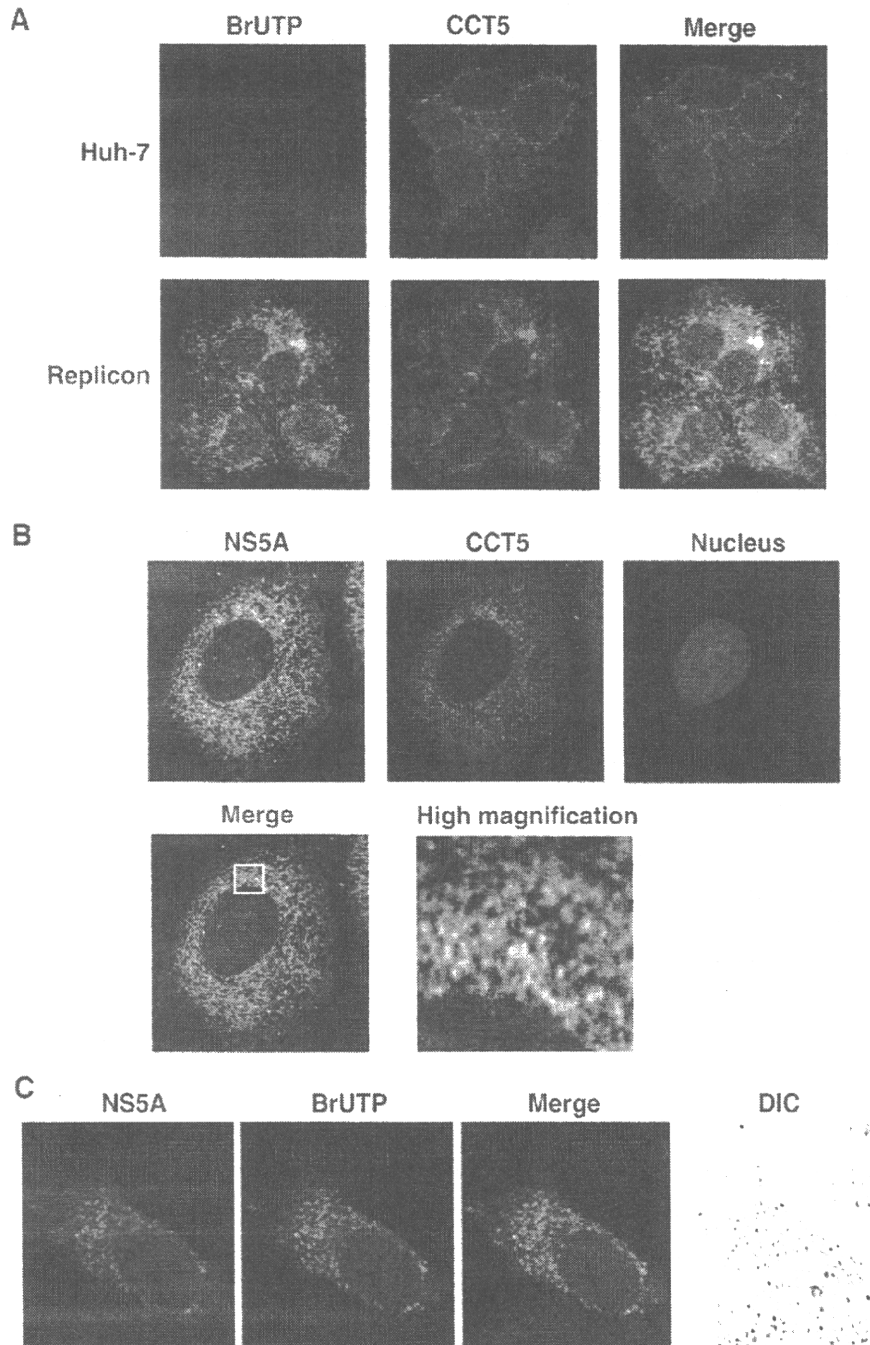 A
BrUTP CCT5 Merge
Huh-7
Replicon
B
NS5A CCT5 Nucleus
Merge High magnification
C
NS5A BrUTP Merge DIC